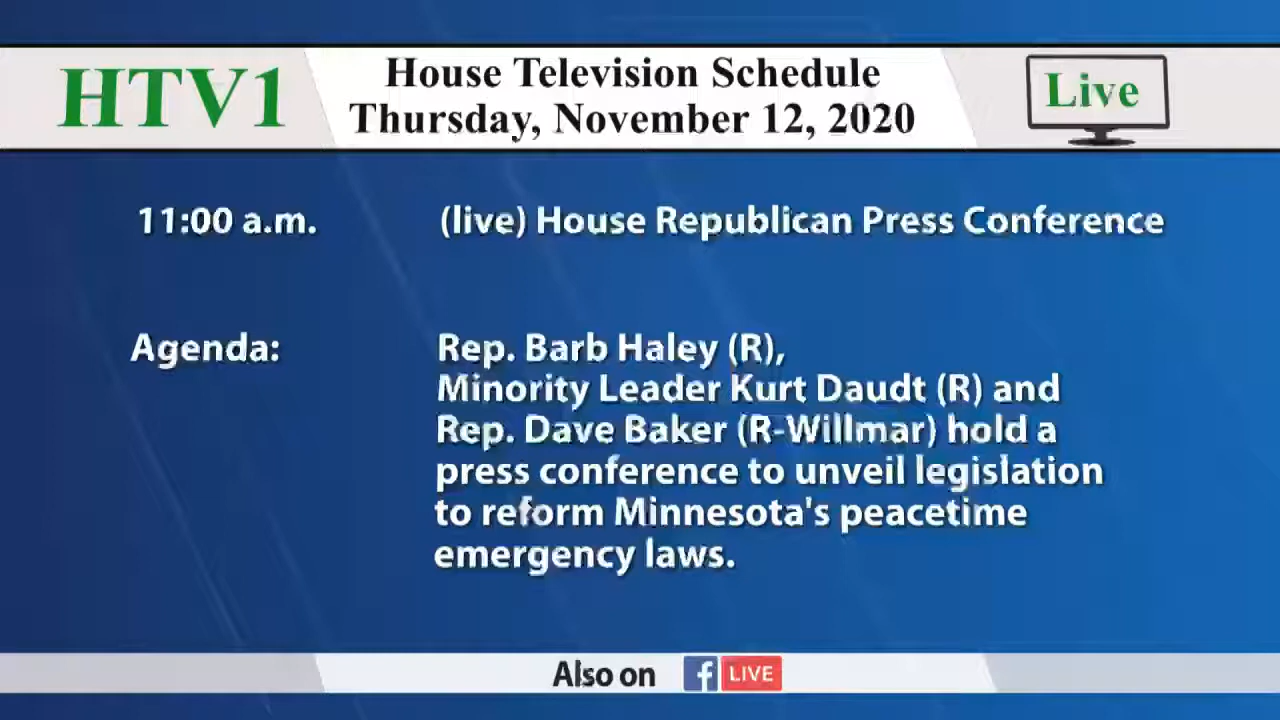 HTV1
House Television Schedule
Thursday, November 12, 2020
Live
11:00 a.m. (live) House Republican Press Conference
Agenda: Rep. Barb Haley (R),
Minority Leader Kurt Daudt (R) and
Rep. Dave Baker (R-Willmar) hold a
press conference to unveil legislation
to reform Minnesota's peacetime
emergency laws.
Also on f LIVE